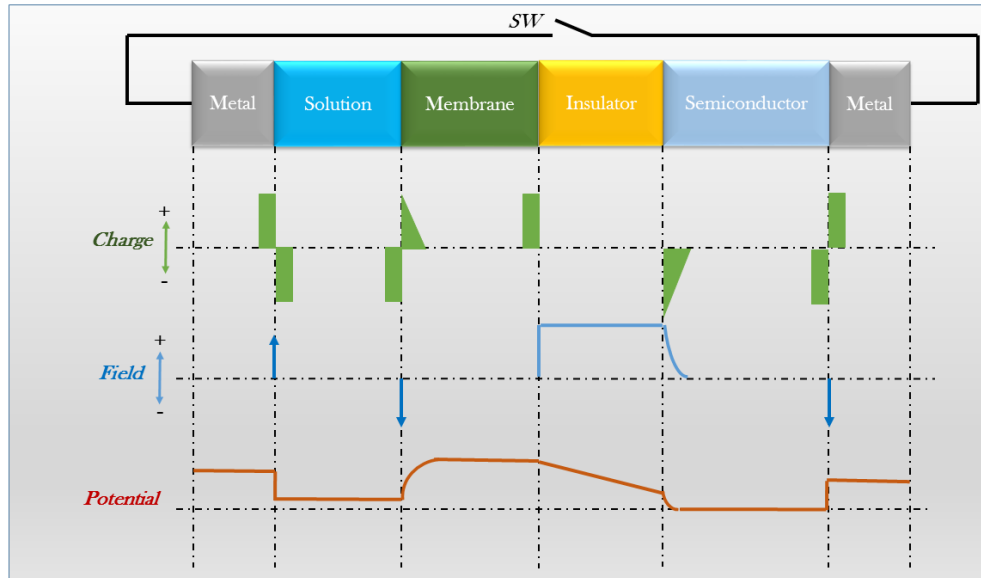 SW
Metal Solution Membrane Insulator Semiconductor Metal
+
Charge
-
+
Field
-
Potential